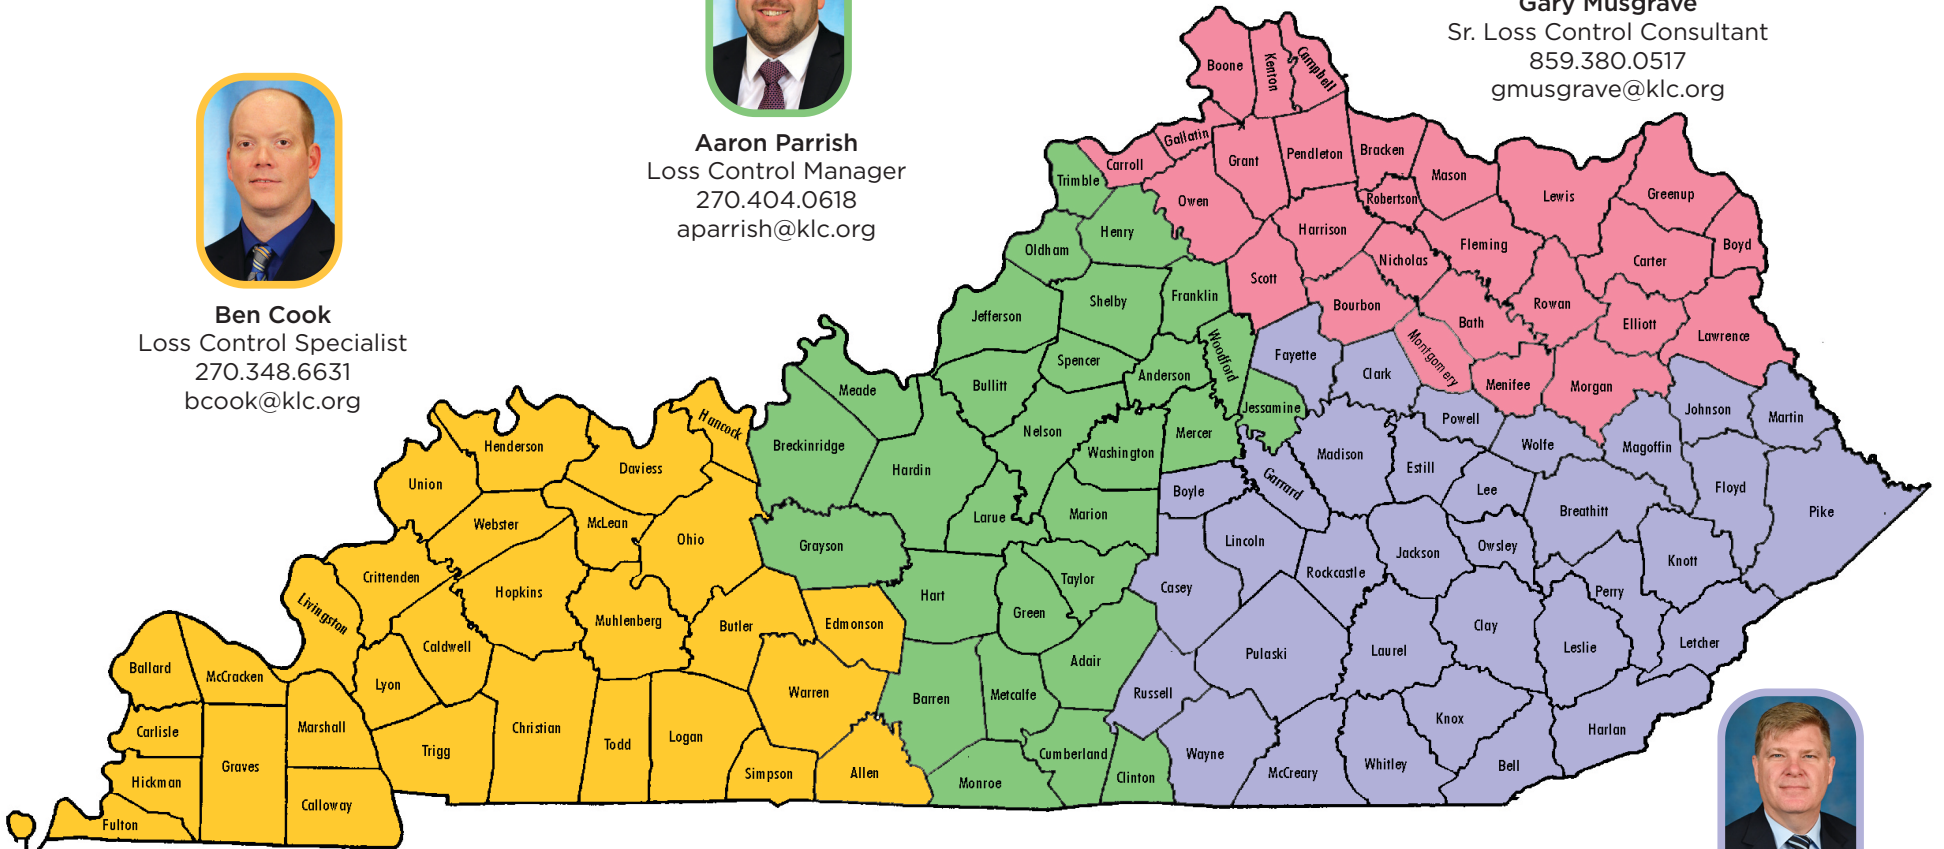 Gary Musgrave
Sr. Loss Control Consultant
859.380.0517
gmusgrave@klc.org
Aaron Parrish
Loss Control Manager
270.404.0618
aparrish@klc.org
Ben Cook
Loss Control Specialist
270.348.6631
bcook@klc.org
Boone
Kenton
Campbell
Gallatin
Carroll
Grant
Pendleton
Bracken
Mason
Robertson
Lewis
Greenup
Owen
Harrison
Fleming
Nicholas
Carter
Boyd
Scott
Bourbon
Bath
Rowan
Elliott
Lawrence
Montgomery
Menifee
Morgan
Trimble
Henry
Oldham
Shelby
Franklin
Jefferson
Woodford
Spencer
Anderson
Bullitt
Meade
Jessamine
Breckinridge
Nelson
Mercer
Washington
Hardin
Larue
Marion
Grayson
Taylor
Hart
Green
Adair
Barren
Metcalfe
Cumberland
Monroe
Clinton
Fayette
Clark
Powell
Johnson
Martin
Madison
Estill
Wolfe
Magoffin
Garrard
Boyle
Lee
Floyd
Breathitt
Pike
Lincoln
Jackson
Owsley
Knott
Rockcastle
Casey
Perry
Clay
Leslie
Letcher
Pulaski
Laurel
Russell
Knox
Harlan
Wayne
McCreary
Whitley
Bell
Hancock
Henderson
Daviess
Union
Webster
McLean
Ohio
Crittenden
Hopkins
Livingston
Muhlenberg
Butler
Edmonson
Caldwell
Ballard
McCracken
Lyon
Warren
Carlisle
Marshall
Christian
Todd
Logan
Trigg
Graves
Hickman
Simpson
Allen
Calloway
Fulton